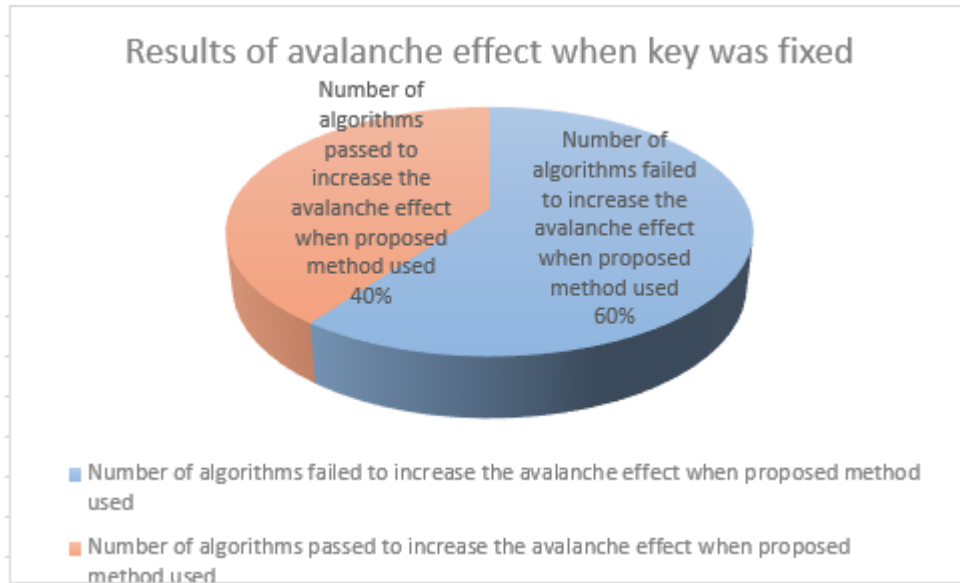 Results of avalanche effect when key was fixed
Number of
algorithms
passed to
increase the
avalanche effect
when proposed
method used
40%
Number of
algorithms failed
to increase the
avalanche effect
when proposed
method used
60%
Number of algorithms failed to increase the avalanche effect when proposed method
used
Number of algorithms passed to increase the avalanche effect when proposed
method used